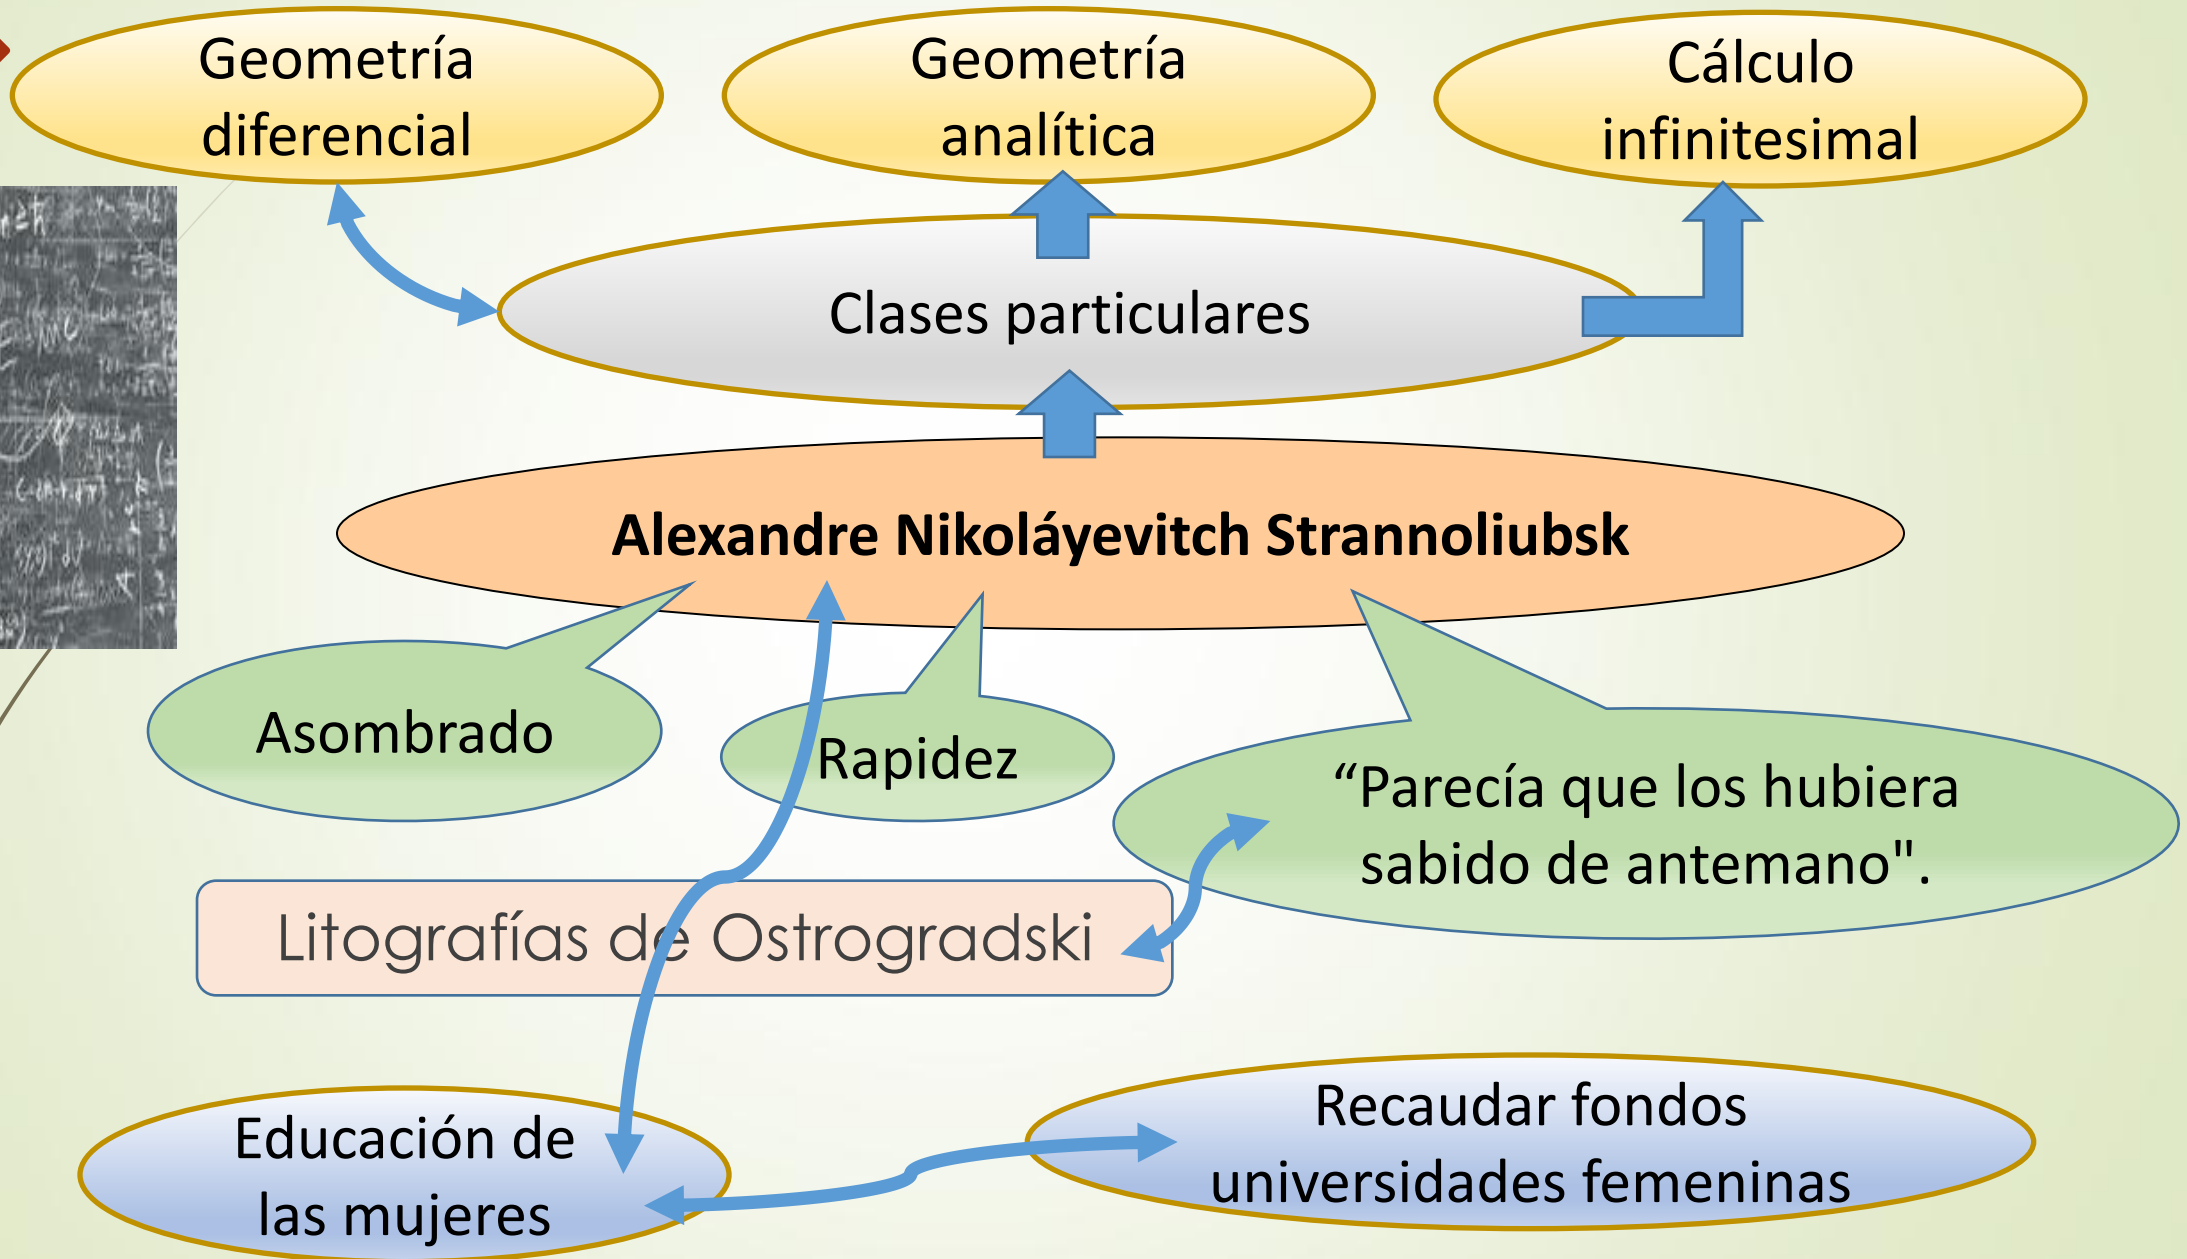 Geometría
diferencial
Geometría
analítica
Cálculo
infinitesimal
Clases particulares
Alexandre Nikoláyevitch Strannoliubsk
Asombrado
Rapidez
“Parecía que los hubiera
sabido de antemano".
Litografías de Ostrogradski
Educación de
las mujeres
Recaudar fondos
universidades femeninas